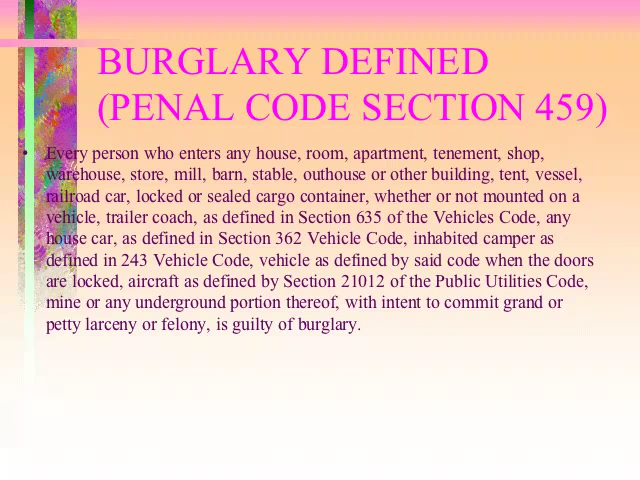 BURGLARY DEFINED
(PENAL CODE SECTION 459)
• Every person who enters any house, room, apartment, tenement, shop,
warehouse, store, mill, barn, stable, outhouse or other building, tent, vessel,
railroad car, locked or sealed cargo container, whether or not mounted on a
vehicle, trailer coach, as defined in Section 635 of the Vehicles Code, any
house car, as defined in Section 362 Vehicle Code, inhabited camper as
defined in 243 Vehicle Code, vehicle as defined by said code when the doors
are locked, aircraft as defined by Section 21012 of the Public Utilities Code,
mine or any underground portion thereof, with intent to commit grand or
petty larceny or felony, is guilty of burglary.